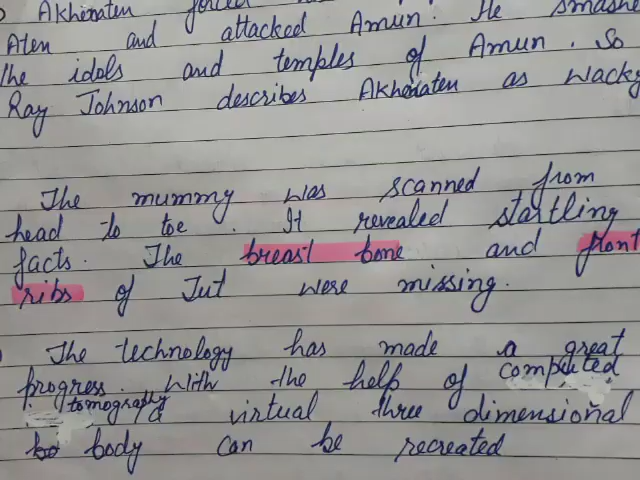 Akhenaten forced
Aten and attacked Amun. He smashe
the idols and temples of Amun. So
Ray Johnson describes Akhenaten as wacky
The mummy was scanned from
head to toe. It revealed startling
facts. The breast bone and front
ribs of Tut were missing.
The technology has made a great
progress. With the help of computed
tomography a virtual three dimensional
body can be recreated